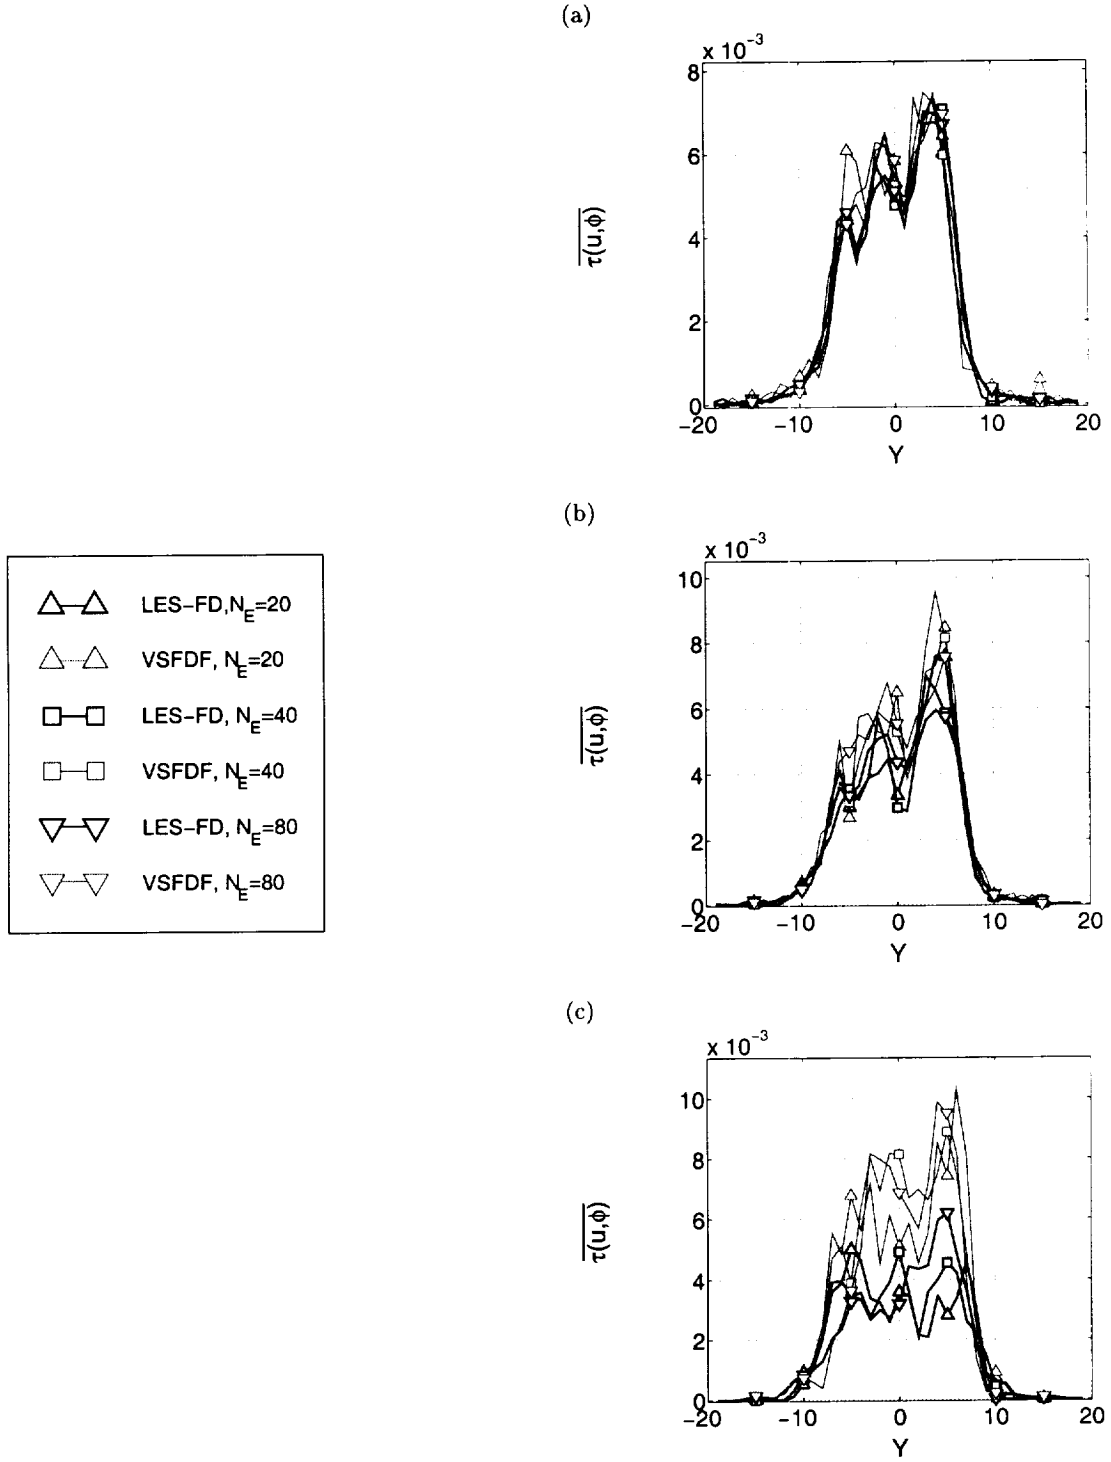 (a)
x 10⁻³
8
6
4
2
0
−20 −10 0 10 20
Y
τ(u,φ)
(b)
x 10⁻³
10
8
6
4
2
0
−20 −10 0 10 20
Y
τ(u,φ)
LES−FD,N_E=20
VSFDF, N_E=20
LES−FD, N_E=40
VSFDF, N_E=40
LES−FD, N_E=80
VSFDF, N_E=80
(c)
x 10⁻³
10
8
6
4
2
0
−20 −10 0 10 20
Y
τ(u,φ)